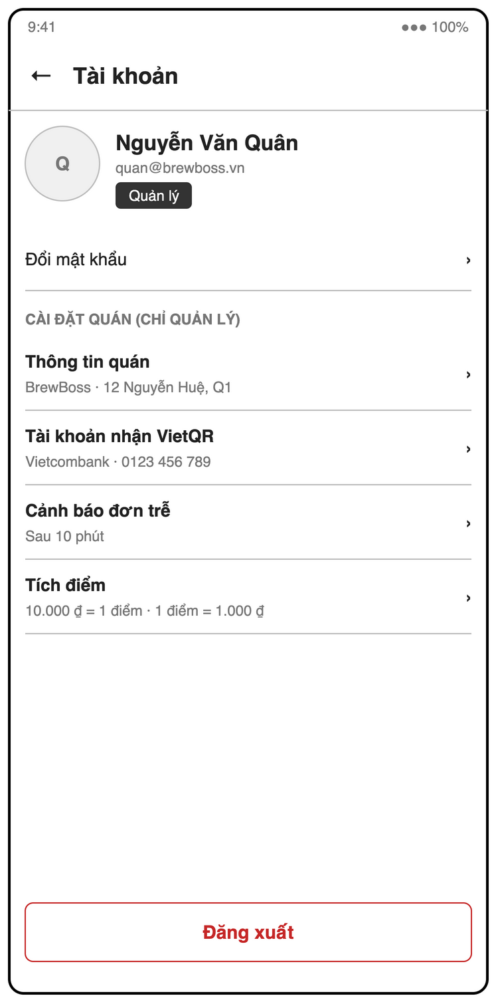 9:41
●●● 100%
← Tài khoản
Q
Nguyễn Văn Quân
quan@brewboss.vn
Quản lý
Đổi mật khẩu ›
CÀI ĐẶT QUÁN (CHỈ QUẢN LÝ)
Thông tin quán
BrewBoss · 12 Nguyễn Huệ, Q1 ›
Tài khoản nhận VietQR
Vietcombank · 0123 456 789 ›
Cảnh báo đơn trễ
Sau 10 phút ›
Tích điểm
10.000 ₫ = 1 điểm · 1 điểm = 1.000 ₫ ›
Đăng xuất